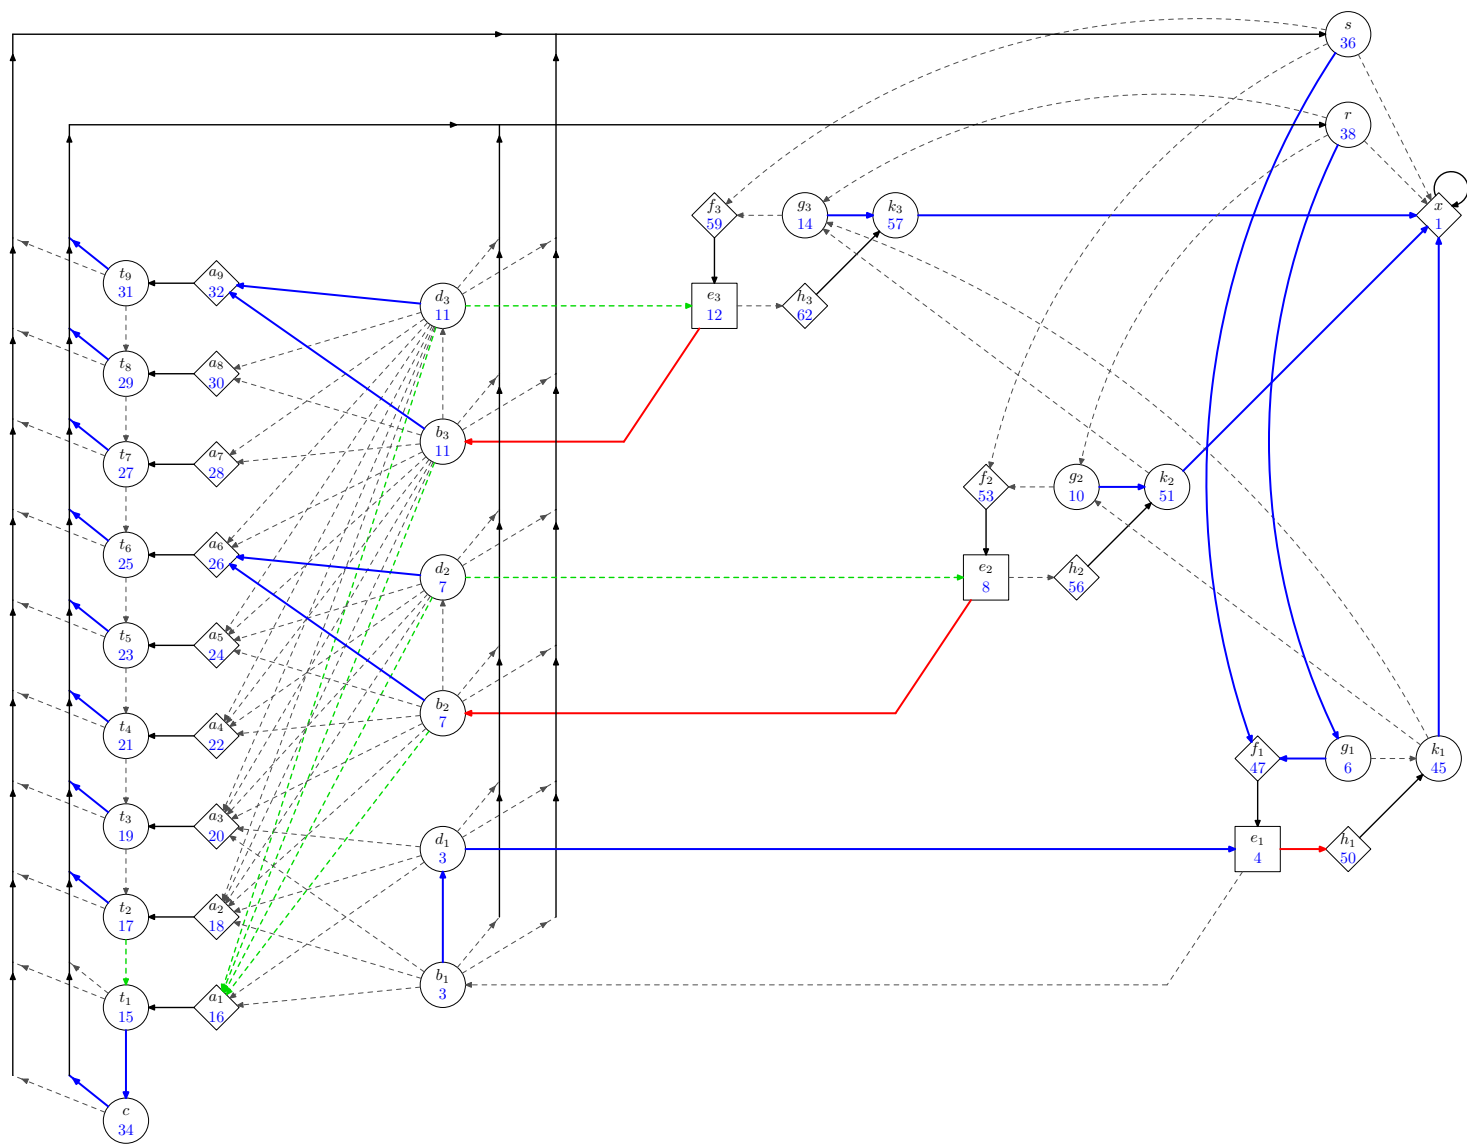 s
36
r
38
f₃
59
g₃
14
k₃
57
x
1
t₉
31
a₉
32
d₃
11
e₃
12
h₃
62
t₈
29
a₈
30
t₇
27
a₇
28
b₃
11
f₂
53
g₂
10
k₂
51
t₆
25
a₆
26
d₂
7
e₂
8
h₂
56
t₅
23
a₅
24
t₄
21
a₄
22
b₂
7
f₁
47
g₁
6
k₁
45
t₃
19
a₃
20
d₁
3
e₁
4
h₁
50
t₂
17
a₂
18
t₁
15
a₁
16
b₁
3
c
34